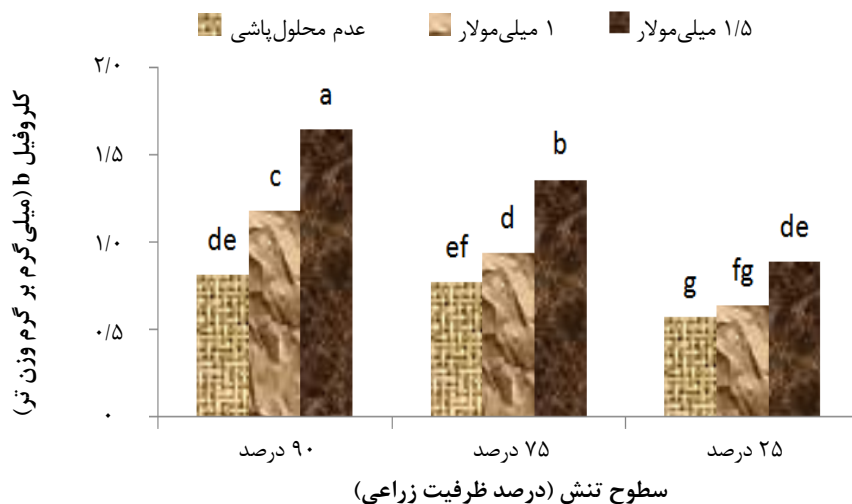 عدم محلول‌پاشی
۱ میلی‌مولار
۱/۵ میلی‌مولار
کلروفیل b (میلی‌گرم بر گرم وزن تر)
۲/۰
۱/۵
۱/۰
۰/۵
۰
de
c
a
ef
d
b
g
fg
de
۹۰ درصد
۷۵ درصد
۲۵ درصد
سطوح تنش (درصد ظرفیت زراعی)